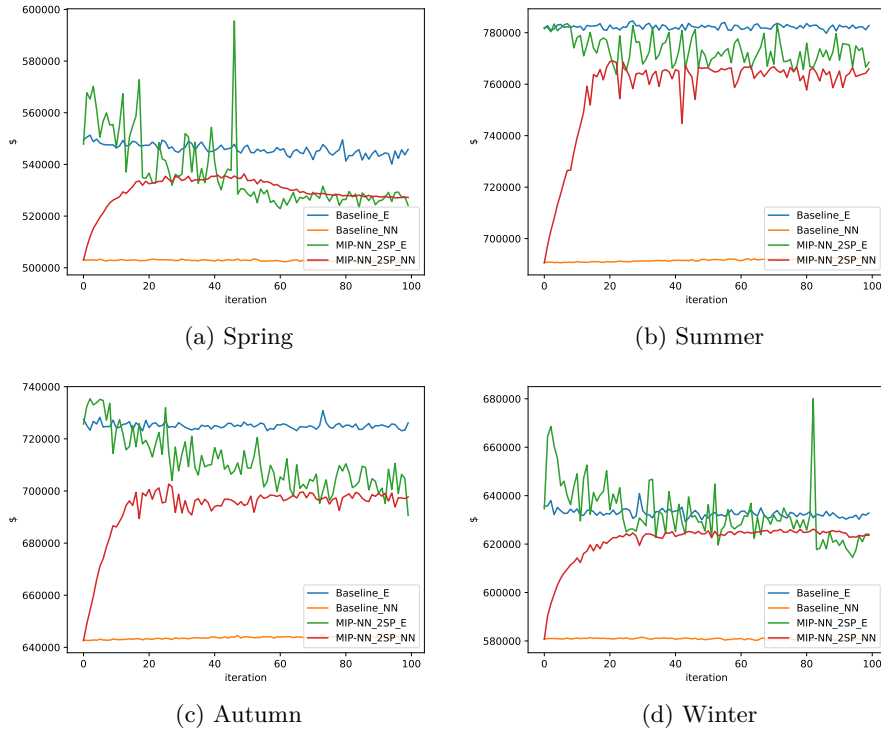 600000
580000
560000
540000
520000
500000
$
0 20 40 60 80 100
iteration
Baseline_E
Baseline_NN
MIP-NN_2SP_E
MIP-NN_2SP_NN
(a) Spring
780000
760000
740000
720000
700000
$
0 20 40 60 80 100
iteration
Baseline_E
Baseline_NN
MIP-NN_2SP_E
MIP-NN_2SP_NN
(b) Summer
740000
720000
700000
680000
660000
640000
$
0 20 40 60 80 100
iteration
Baseline_E
Baseline_NN
MIP-NN_2SP_E
MIP-NN_2SP_NN
(c) Autumn
680000
660000
640000
620000
600000
580000
$
0 20 40 60 80 100
iteration
Baseline_E
Baseline_NN
MIP-NN_2SP_E
MIP-NN_2SP_NN
(d) Winter